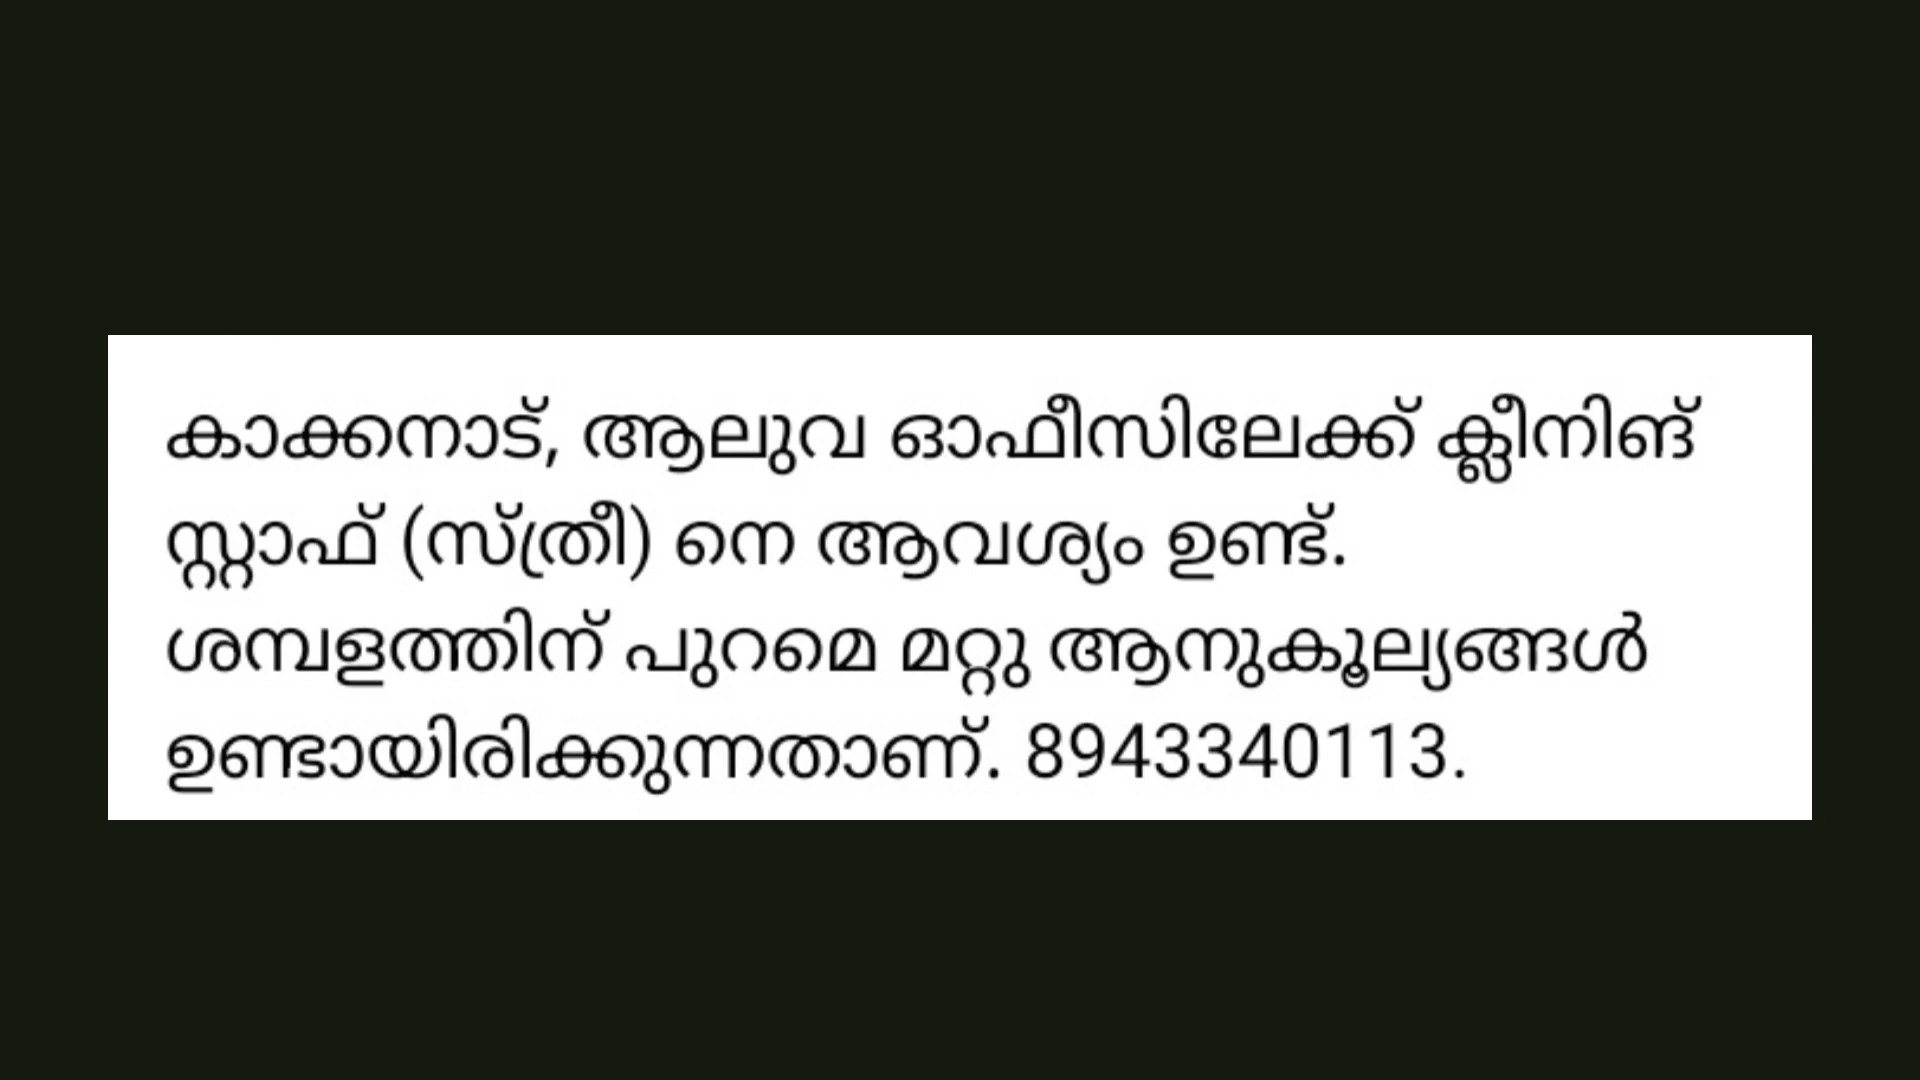 കാക്കനാട്, ആലുവ ഓഫീസിലേക്ക് ക്ലീനിങ്
സ്റ്റാഫ് (സ്ത്രീ) നെ ആവശ്യം ഉണ്ട്.
ശമ്പളത്തിന് പുറമെ മറ്റു ആനുകൂല്യങ്ങൾ
ഉണ്ടായിരിക്കുന്നതാണ്. 8943340113.